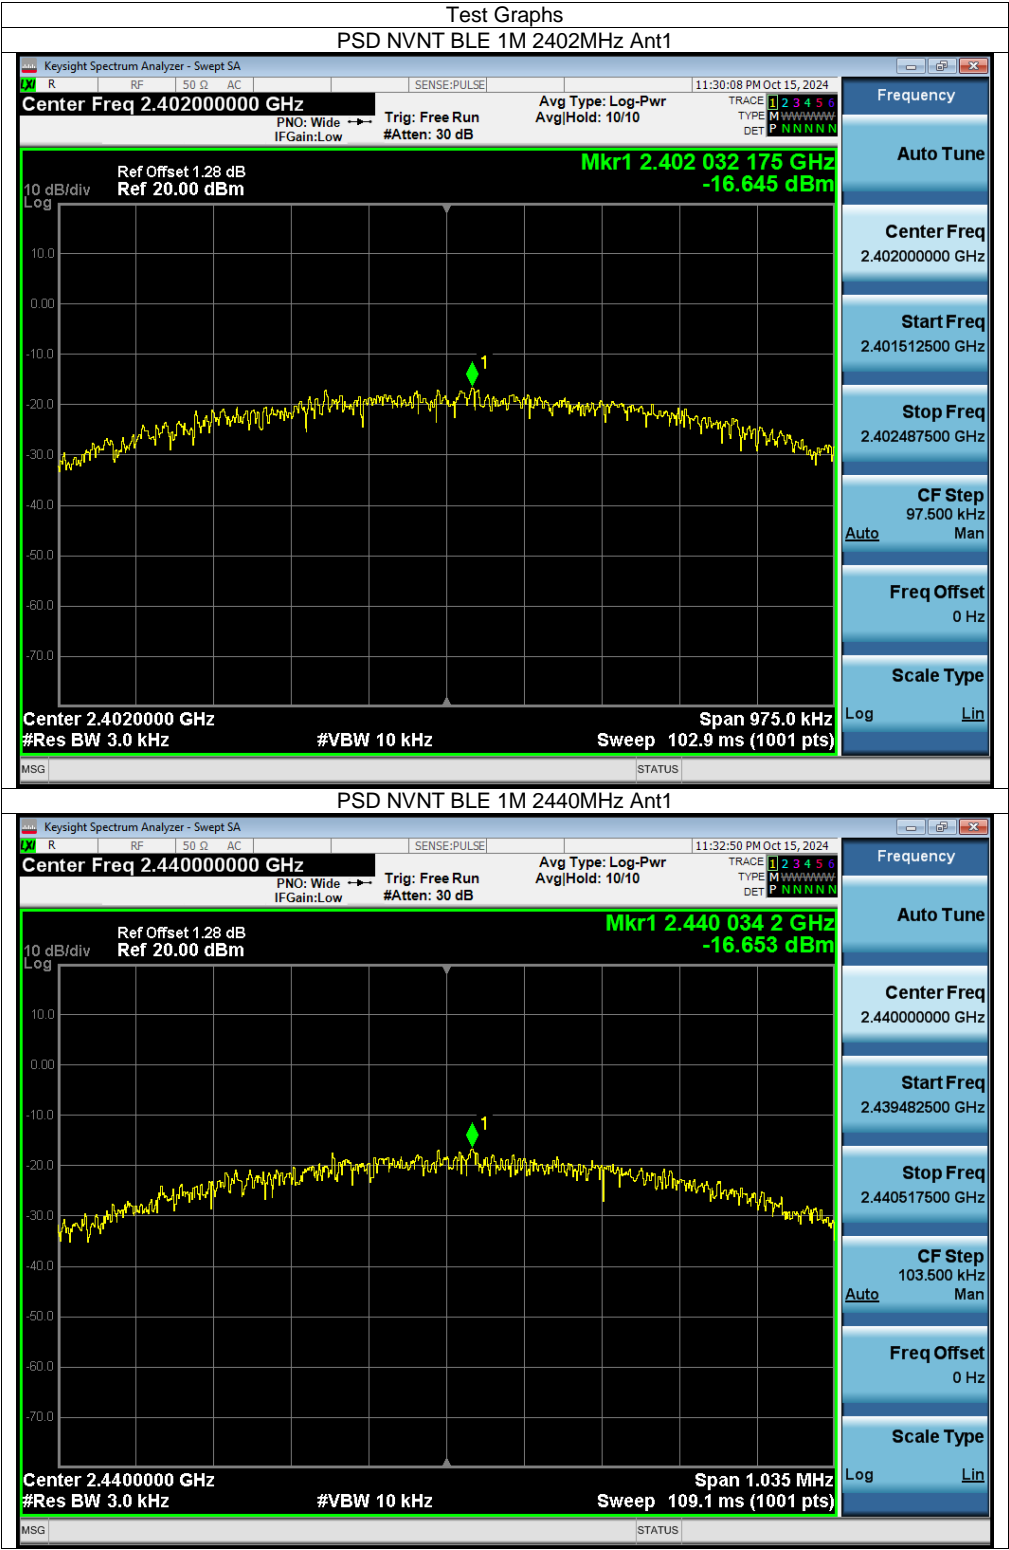 Test Graphs
PSD NVNT BLE 1M 2402MHz Ant1
Keysight Spectrum Analyzer - Swept SA
LXI R RF 50 Ω AC SENSE:PULSE 11:30:08 PM Oct 15, 2024
Center Freq 2.402000000 GHz
PNO: Wide
IFGain:Low
Trig: Free Run
#Atten: 30 dB
Avg Type: Log-Pwr
Avg|Hold: 10/10
TRACE 1 2 3 4 5 6
TYPE M WWWWW
DET P N N N N N
Mkr1 2.402 032 175 GHz
-16.645 dBm
Ref Offset 1.28 dB
10 dB/div Ref 20.00 dBm
Log
10.0
0.00
-10.0
-20.0
-30.0
-40.0
-50.0
-60.0
-70.0
1
Center 2.4020000 GHz Span 975.0 kHz
#Res BW 3.0 kHz #VBW 10 kHz Sweep 102.9 ms (1001 pts)
MSG STATUS
Frequency
Auto Tune
Center Freq
2.402000000 GHz
Start Freq
2.401512500 GHz
Stop Freq
2.402487500 GHz
CF Step
97.500 kHz
Auto Man
Freq Offset
0 Hz
Scale Type
Log Lin
PSD NVNT BLE 1M 2440MHz Ant1
Keysight Spectrum Analyzer - Swept SA
LXI R RF 50 Ω AC SENSE:PULSE 11:32:50 PM Oct 15, 2024
Center Freq 2.440000000 GHz
PNO: Wide
IFGain:Low
Trig: Free Run
#Atten: 30 dB
Avg Type: Log-Pwr
Avg|Hold: 10/10
TRACE 1 2 3 4 5 6
TYPE M WWWWW
DET P N N N N N
Mkr1 2.440 034 2 GHz
-16.653 dBm
Ref Offset 1.28 dB
10 dB/div Ref 20.00 dBm
Log
10.0
0.00
-10.0
-20.0
-30.0
-40.0
-50.0
-60.0
-70.0
1
Center 2.4400000 GHz Span 1.035 MHz
#Res BW 3.0 kHz #VBW 10 kHz Sweep 109.1 ms (1001 pts)
MSG STATUS
Frequency
Auto Tune
Center Freq
2.440000000 GHz
Start Freq
2.439482500 GHz
Stop Freq
2.440517500 GHz
CF Step
103.500 kHz
Auto Man
Freq Offset
0 Hz
Scale Type
Log Lin